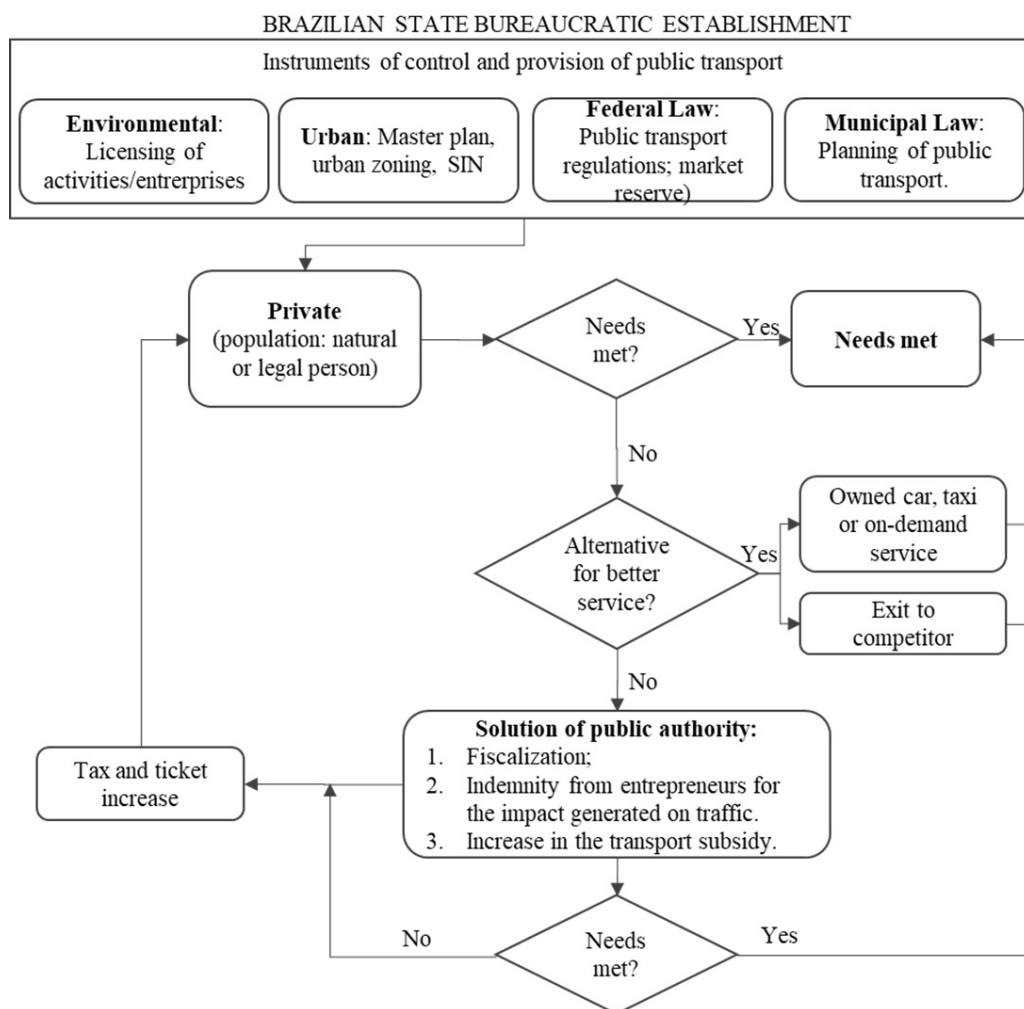 BRAZILIAN STATE BUREAUCRATIC ESTABLISHMENT
Instruments of control and provision of public transport
Environmental:
Licensing of
activities/entrerprises
Urban: Master plan,
urban zoning, SIN
Federal Law:
Public transport
regulations; market
reserve)
Municipal Law:
Planning of public
transport.
Private
(population: natural
or legal person)
Needs
met?
Yes
Needs met
No
Alternative
for better
service?
Yes
Owned car, taxi
or on-demand
service
Exit to
competitor
No
Solution of public authority:
1. Fiscalization;
2. Indemnity from entrepreneurs for
the impact generated on traffic.
3. Increase in the transport subsidy.
Tax and ticket
increase
No
Needs
met?
Yes